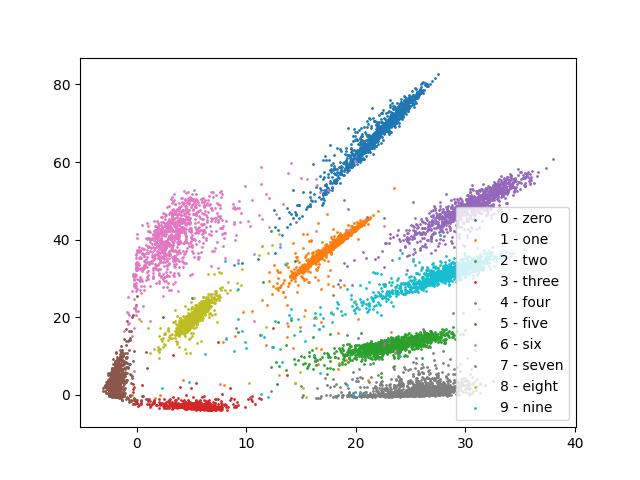 80
60
40
20
0
0 - zero
1 - one
2 - two
3 - three
4 - four
5 - five
6 - six
7 - seven
8 - eight
9 - nine
0 10 20 30 40